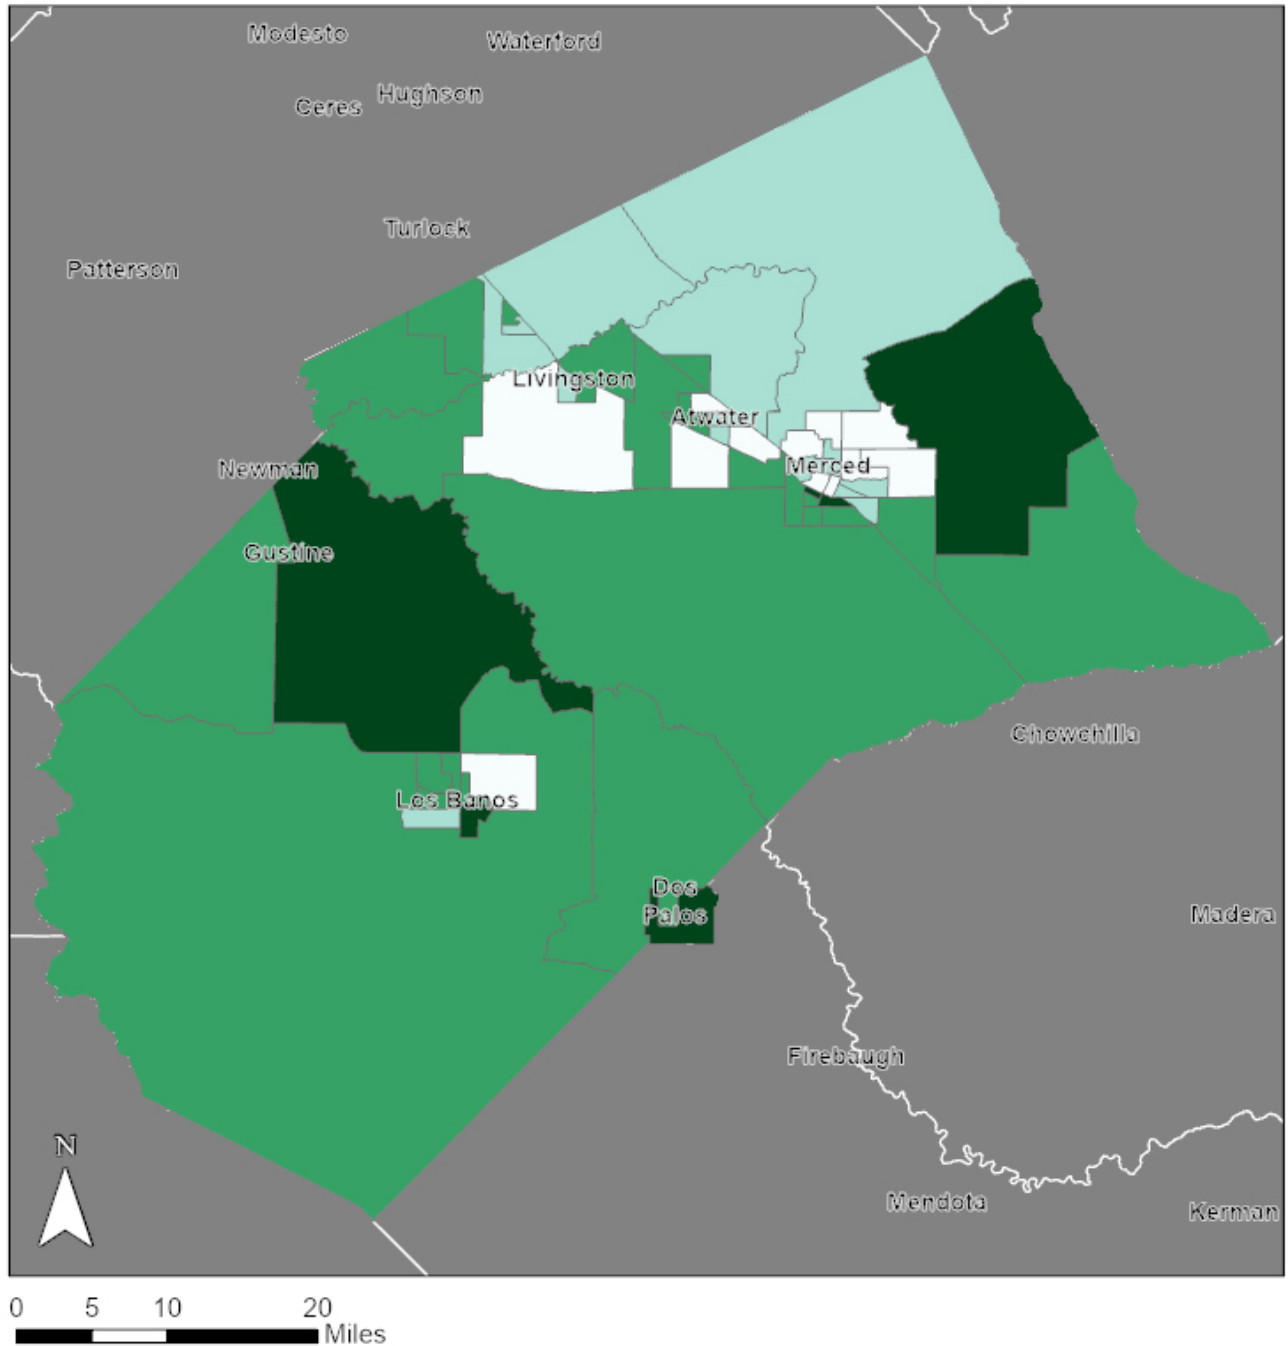 Modesto
Waterford
Ceres
Hughson
Turlock
Patterson
Livingston
Atwater
Merced
Newman
Gustine
Chowchilla
Los Banos
Dos
Palos
Madera
Firebaugh
Mendota
Kerman
N
0 5 10 20
Miles